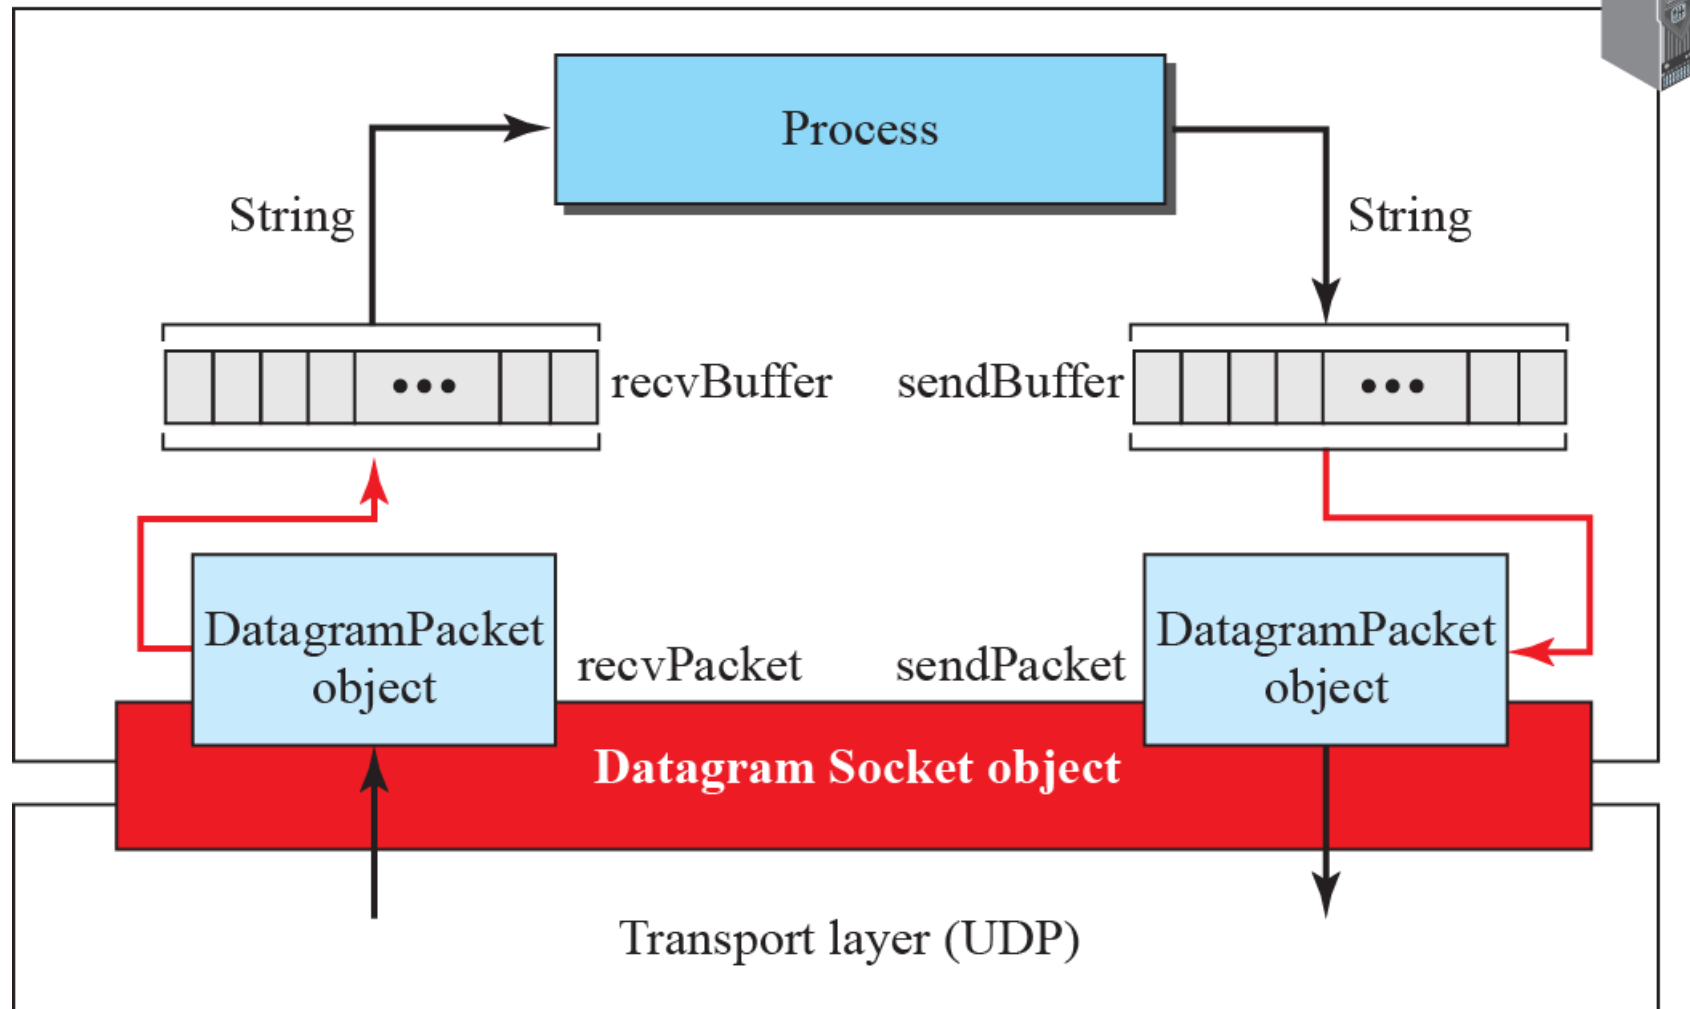 Process
String
String
recvBuffer
sendBuffer
DatagramPacket
object
recvPacket
sendPacket
DatagramPacket
object
Datagram Socket object
Transport layer (UDP)